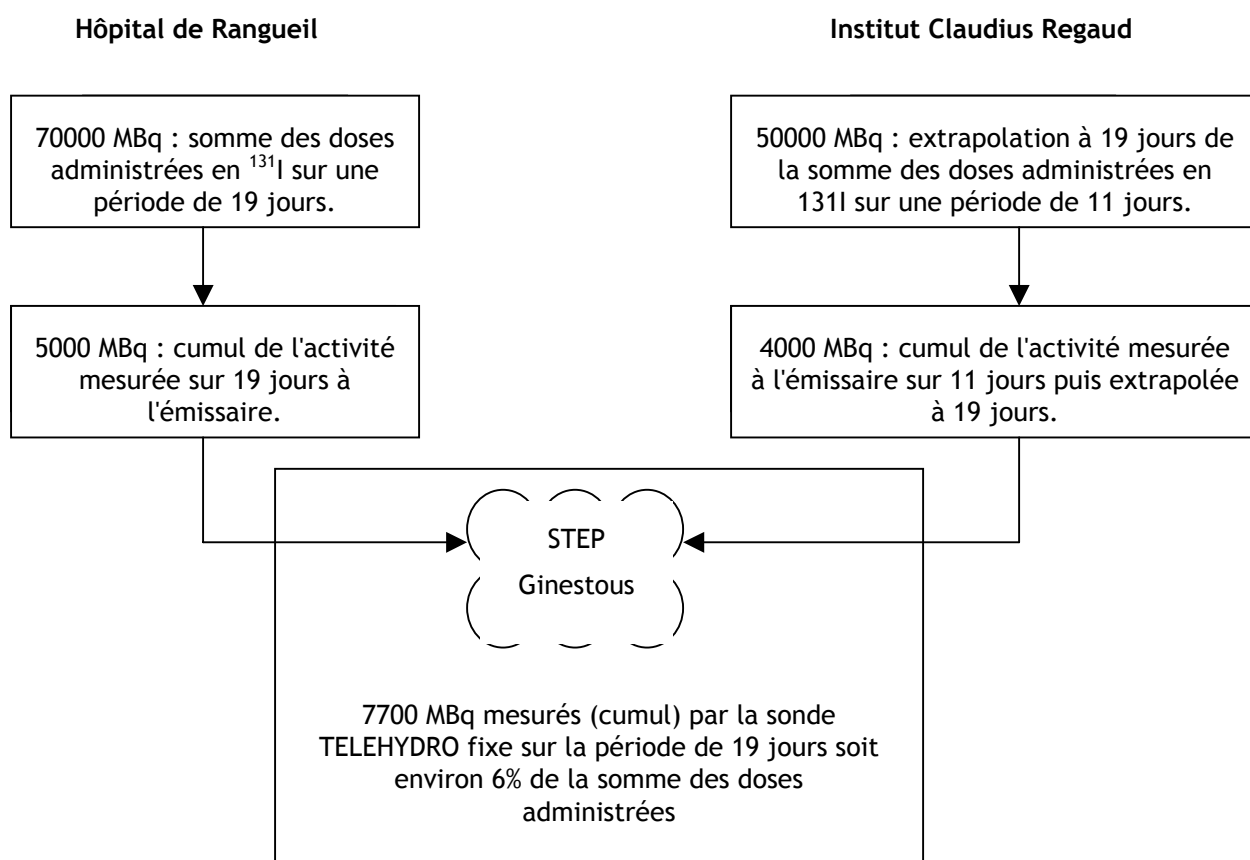 Hôpital de Rangueil
Institut Claudius Regaud
70000 MBq : somme des doses
administrées en ¹³¹I sur une
période de 19 jours.
50000 MBq : extrapolation à 19 jours de
la somme des doses administrées en
131I sur une période de 11 jours.
5000 MBq : cumul de l'activité
mesurée sur 19 jours à
l'émissaire.
4000 MBq : cumul de l'activité mesurée
à l'émissaire sur 11 jours puis extrapolée
à 19 jours.
STEP
Ginestous
7700 MBq mesurés (cumul) par la sonde
TELEHYDRO fixe sur la période de 19 jours soit
environ 6% de la somme des doses
administrées